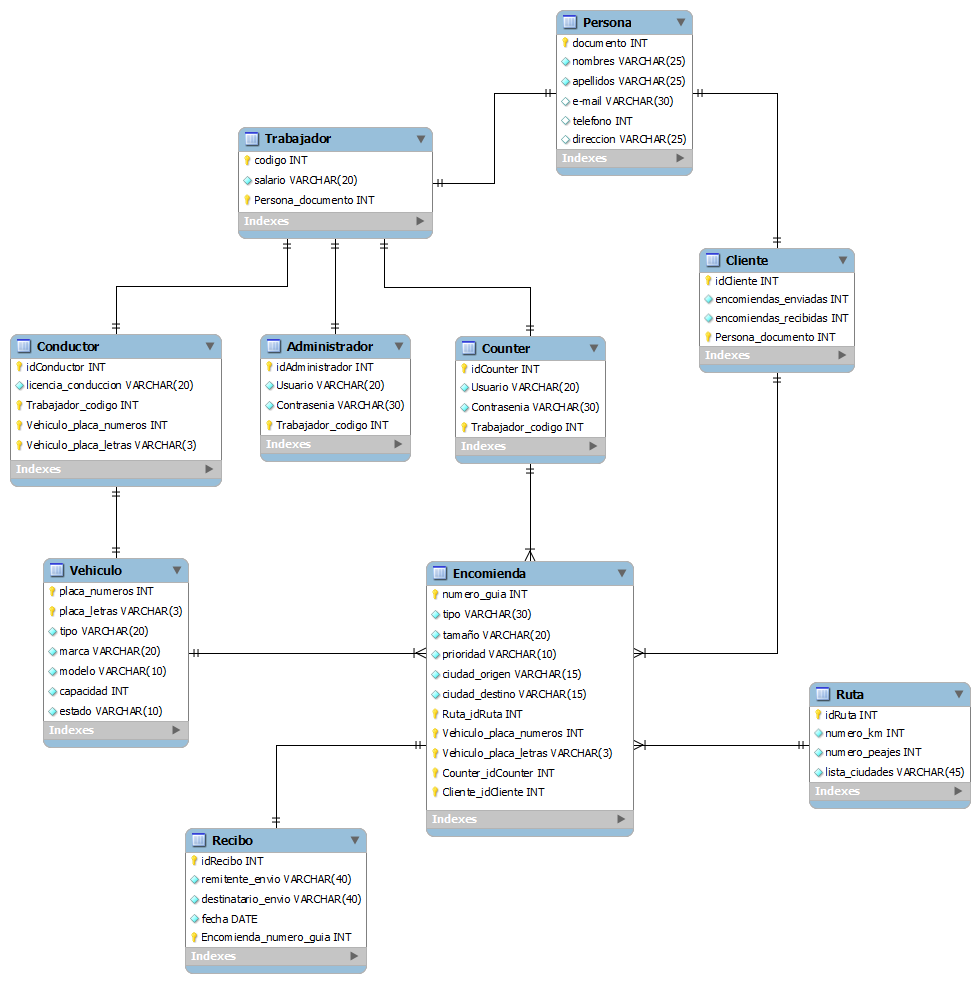 Persona
documento INT
nombres VARCHAR(25)
apellidos VARCHAR(25)
e-mail VARCHAR(30)
telefono INT
direccion VARCHAR(25)
Indexes
Trabajador
codigo INT
salario VARCHAR(20)
Persona_documento INT
Indexes
Cliente
idCliente INT
encomiendas_enviadas INT
encomiendas_recibidas INT
Persona_documento INT
Indexes
Conductor
idConductor INT
licencia_conduccion VARCHAR(20)
Trabajador_codigo INT
Vehiculo_placa_numeros INT
Vehiculo_placa_letras VARCHAR(3)
Indexes
Administrador
idAdministrador INT
Usuario VARCHAR(20)
Contrasenia VARCHAR(30)
Trabajador_codigo INT
Indexes
Counter
idCounter INT
Usuario VARCHAR(20)
Contrasenia VARCHAR(30)
Trabajador_codigo INT
Indexes
Vehiculo
placa_numeros INT
placa_letras VARCHAR(3)
tipo VARCHAR(20)
marca VARCHAR(20)
modelo VARCHAR(10)
capacidad INT
estado VARCHAR(10)
Indexes
Encomienda
numero_guia INT
tipo VARCHAR(30)
tamaño VARCHAR(20)
prioridad VARCHAR(10)
ciudad_origen VARCHAR(15)
ciudad_destino VARCHAR(15)
Ruta_idRuta INT
Vehiculo_placa_numeros INT
Vehiculo_placa_letras VARCHAR(3)
Counter_idCounter INT
Cliente_idCliente INT
Indexes
Ruta
idRuta INT
numero_km INT
numero_peajes INT
lista_ciudades VARCHAR(45)
Indexes
Recibo
idRecibo INT
remitente_envio VARCHAR(40)
destinatario_envio VARCHAR(40)
fecha DATE
Encomienda_numero_guia INT
Indexes